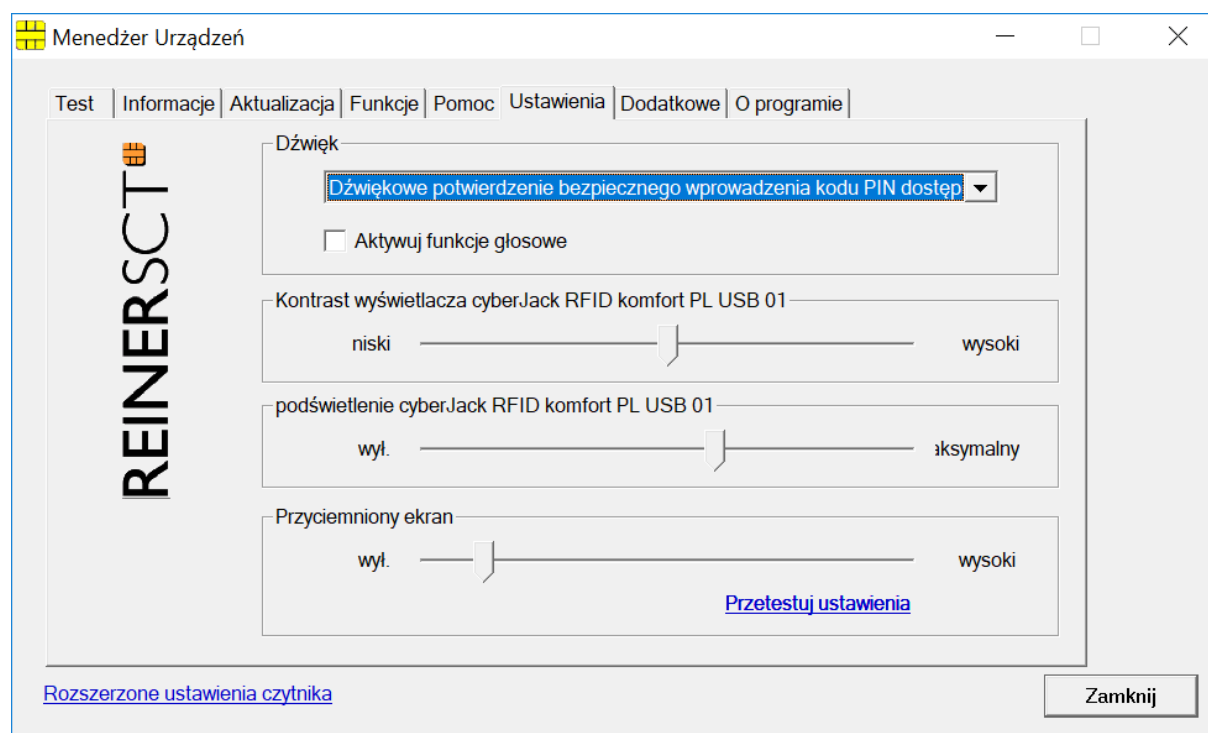 Menedżer Urządzeń
Test Informacje Aktualizacja Funkcje Pomoc Ustawienia Dodatkowe O programie
REINERSCT
Dźwięk
Dźwiękowe potwierdzenie bezpiecznego wprowadzenia kodu PIN dostęp
Aktywuj funkcje głosowe
Kontrast wyświetlacza cyberJack RFID komfort PL USB 01
niski wysoki
podświetlenie cyberJack RFID komfort PL USB 01
wył. aksymalny
Przyciemniony ekran
wył. wysoki
Przetestuj ustawienia
Rozszerzone ustawienia czytnika
Zamknij